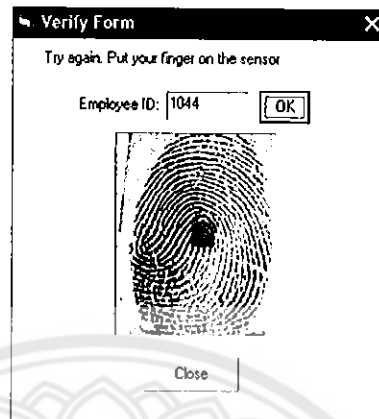 Verify Form
Try again. Put your finger on the sensor
Employee ID: 1044 OK
Close